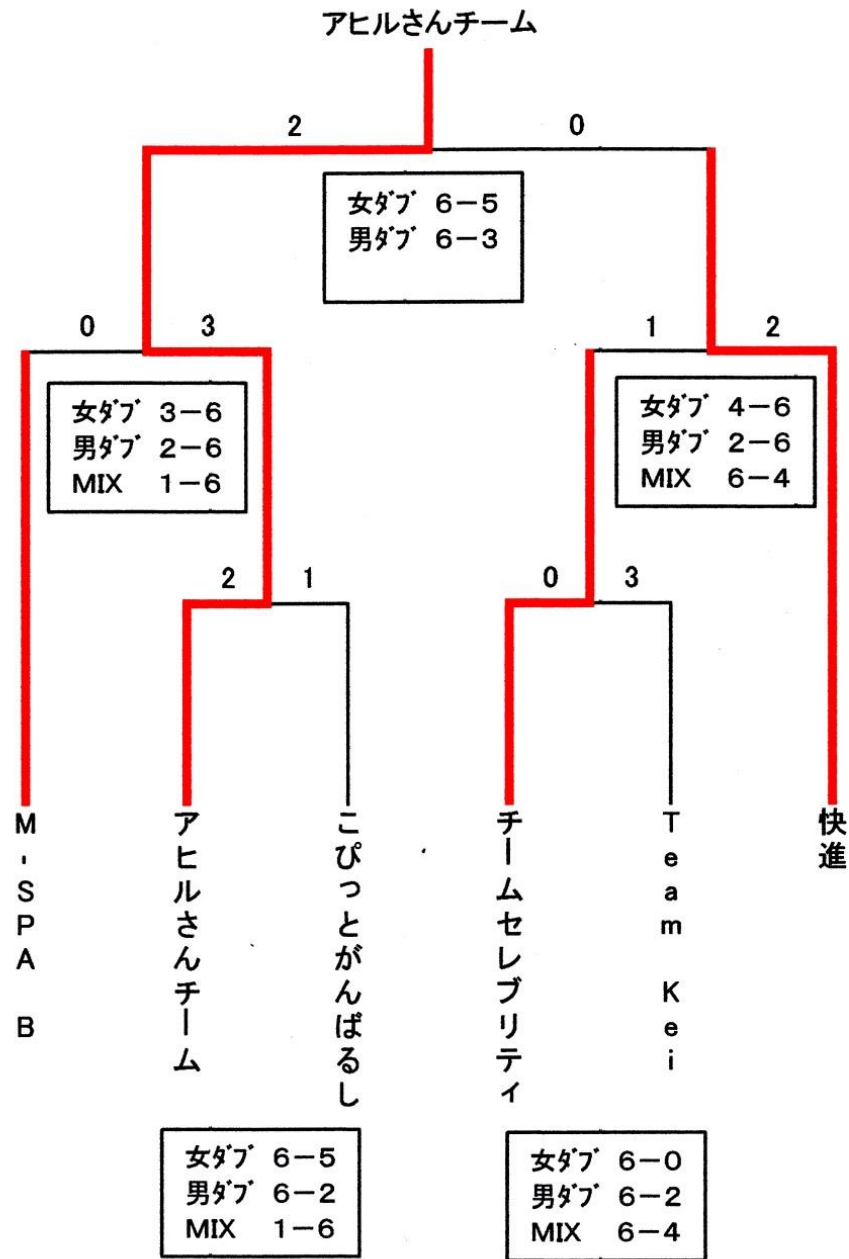 アヒルさんチーム
2 0
女ダブ 6-5
男ダブ 6-3
0 3
1 2
女ダブ 3-6
男ダブ 2-6
MIX 1-6
女ダブ 4-6
男ダブ 2-6
MIX 6-4
2 1
0 3
M-SPA B
アヒルさんチーム
こぴっとがんばるし
チームセレブリティ
Team Kei
快進
女ダブ 6-5
男ダブ 6-2
MIX 1-6
女ダブ 6-0
男ダブ 6-2
MIX 6-4